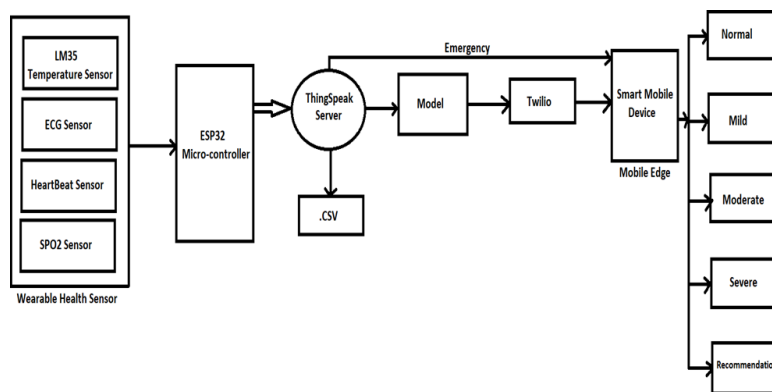 LM35
Temperature Sensor
ECG Sensor
HeartBeat Sensor
SPO2 Sensor
Wearable Health Sensor
ESP32
Micro-controller
ThingSpeak
Server
.CSV
Emergency
Model
Twilio
Smart Mobile
Device
Mobile Edge
Normal
Mild
Moderate
Severe
Recommendation